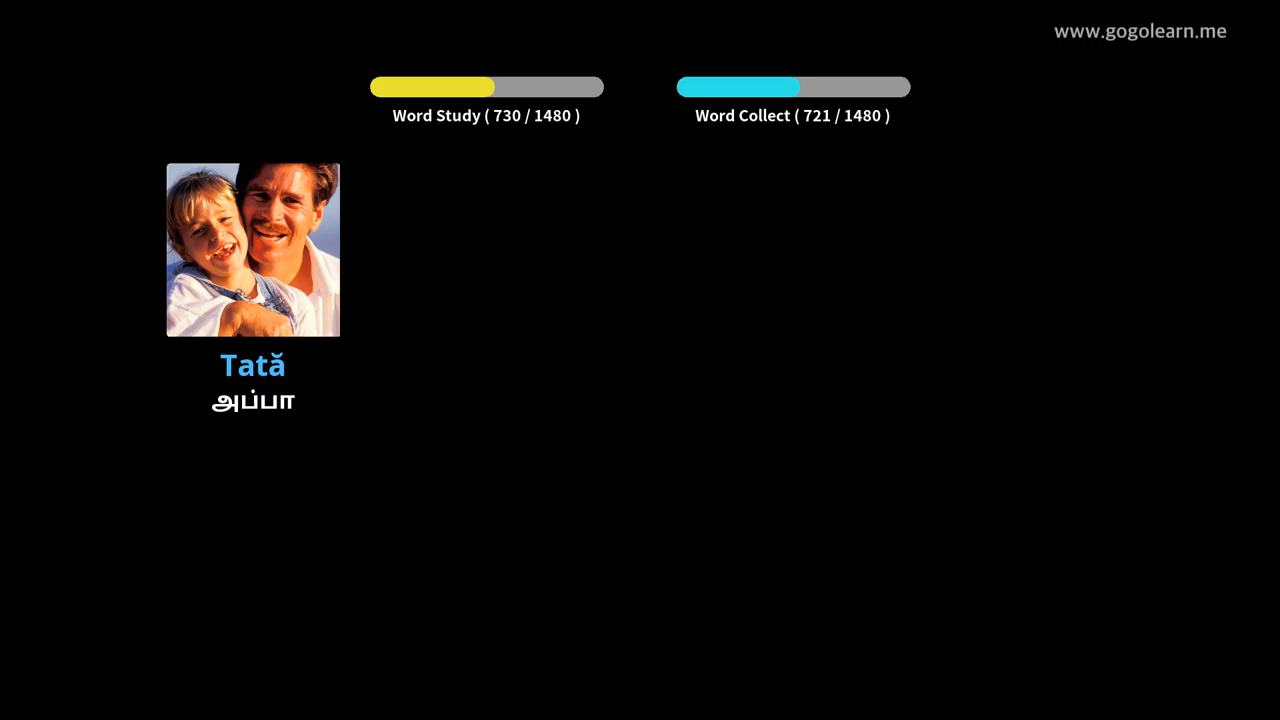 www.gogolearn.me
Word Study ( 730 / 1480 )
Word Collect ( 721 / 1480 )
Tată
அப்பா